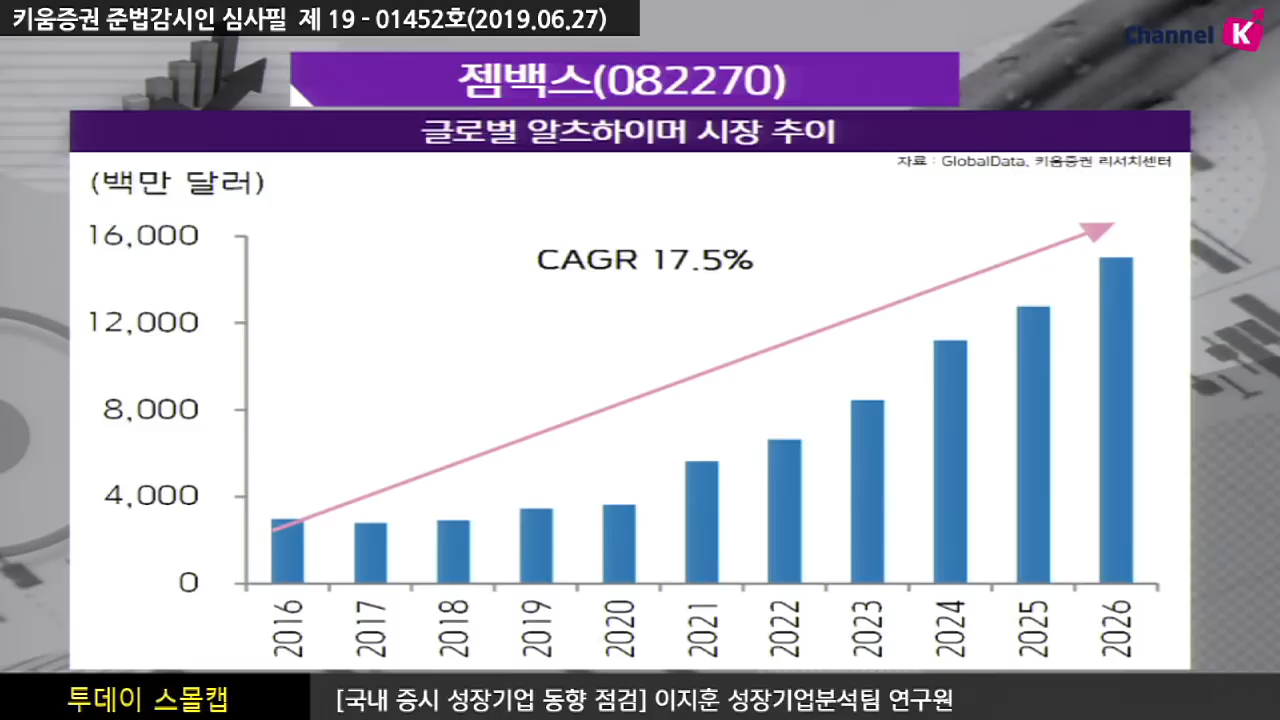 키움증권 준법감시인 심사필 제 19 - 01452호(2019.06.27)
Channel K
젬백스(082270)
글로벌 알츠하이머 시장 추이
자료 : GlobalData, 키움증권 리서치센터
(백만 달러)
16,000
CAGR 17.5%
12,000
8,000
4,000
0
2016 2017 2018 2019 2020 2021 2022 2023 2024 2025 2026
투데이 스몰캡
[국내 증시 성장기업 동향 점검] 이지훈 성장기업분석팀 연구원